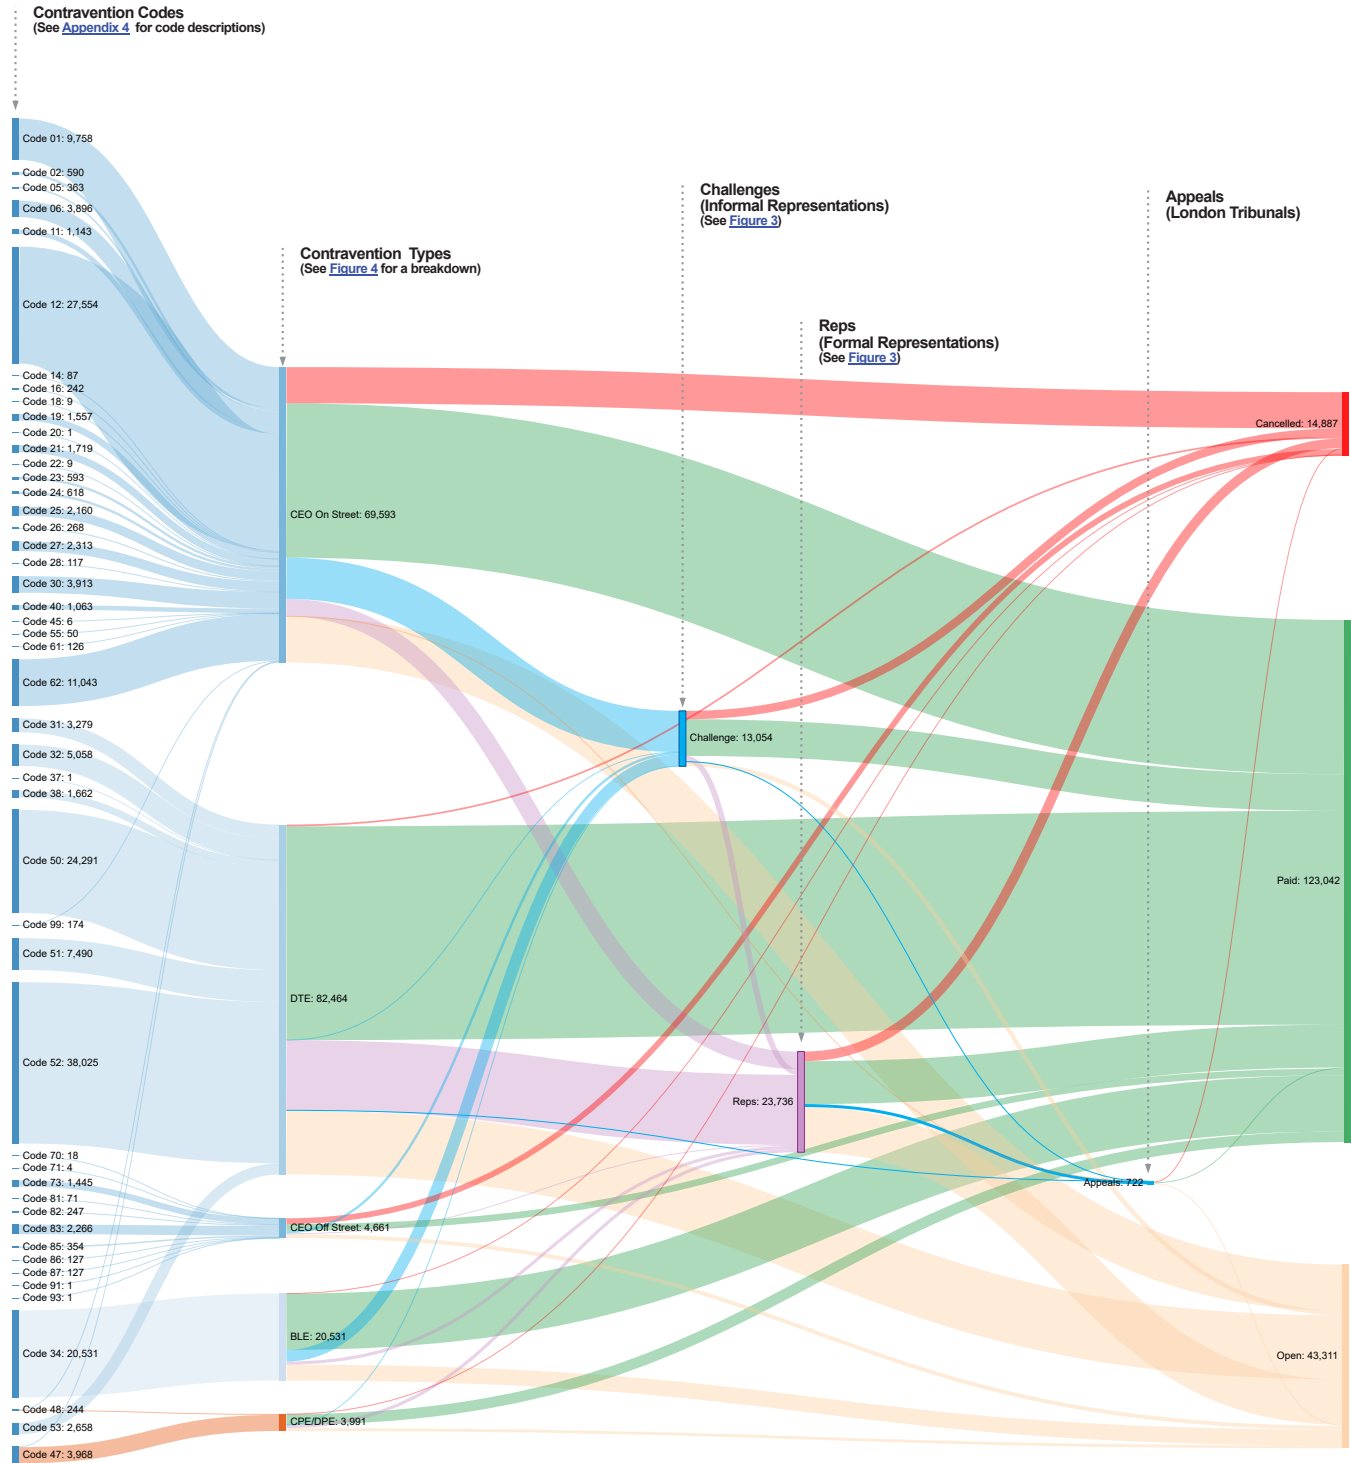 Contravention Codes
(See Appendix 4 for code descriptions)
Code 01: 9,758
Code 02: 590
Code 05: 363
Code 06: 3,896
Code 11: 1,143
Code 12: 27,554
Code 14: 87
Code 16: 242
Code 18: 9
Code 19: 1,557
Code 20: 1
Code 21: 1,719
Code 22: 9
Code 23: 593
Code 24: 618
Code 25: 2,160
Code 26: 268
Code 27: 2,313
Code 28: 117
Code 30: 3,913
Code 40: 1,063
Code 45: 6
Code 55: 50
Code 61: 126
Code 62: 11,043
Code 31: 3,279
Code 32: 5,058
Code 37: 1
Code 38: 1,662
Code 50: 24,291
Code 99: 174
Code 51: 7,490
Code 52: 38,025
Code 70: 18
Code 71: 4
Code 73: 1,445
Code 81: 71
Code 82: 247
Code 83: 2,266
Code 85: 354
Code 86: 127
Code 87: 127
Code 91: 1
Code 93: 1
Code 34: 20,531
Code 48: 244
Code 53: 2,658
Code 47: 3,968
Contravention Types
(See Figure 4 for a breakdown)
CEO On Street: 69,593
DTE: 82,464
CEO Off Street: 4,661
BLE: 20,531
CPE/DPE: 3,991
Challenges
(Informal Representations)
(See Figure 3)
Challenge: 13,054
Reps
(Formal Representations)
(See Figure 3)
Reps: 23,736
Appeals
(London Tribunals)
Appeals: 722
Cancelled: 14,887
Paid: 123,042
Open: 43,311